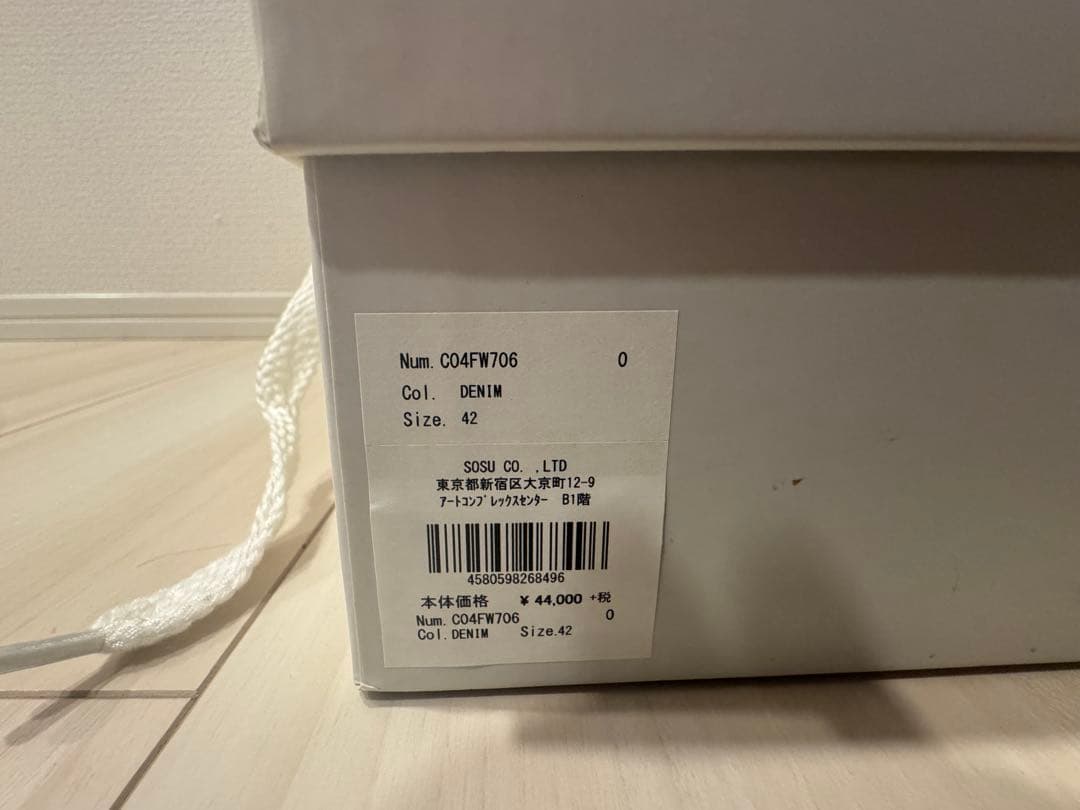 Num. C04FW706 0
Col. DENIM
Size. 42
SOSU CO. ,LTD
東京都新宿区大京町12-9
ｱｰﾄｺﾝﾌﾟﾚｯｸｽｾﾝﾀｰ B1階
4580598268496
本体価格 ¥ 44,000 +税
Num. C04FW706 0
Col. DENIM Size.42